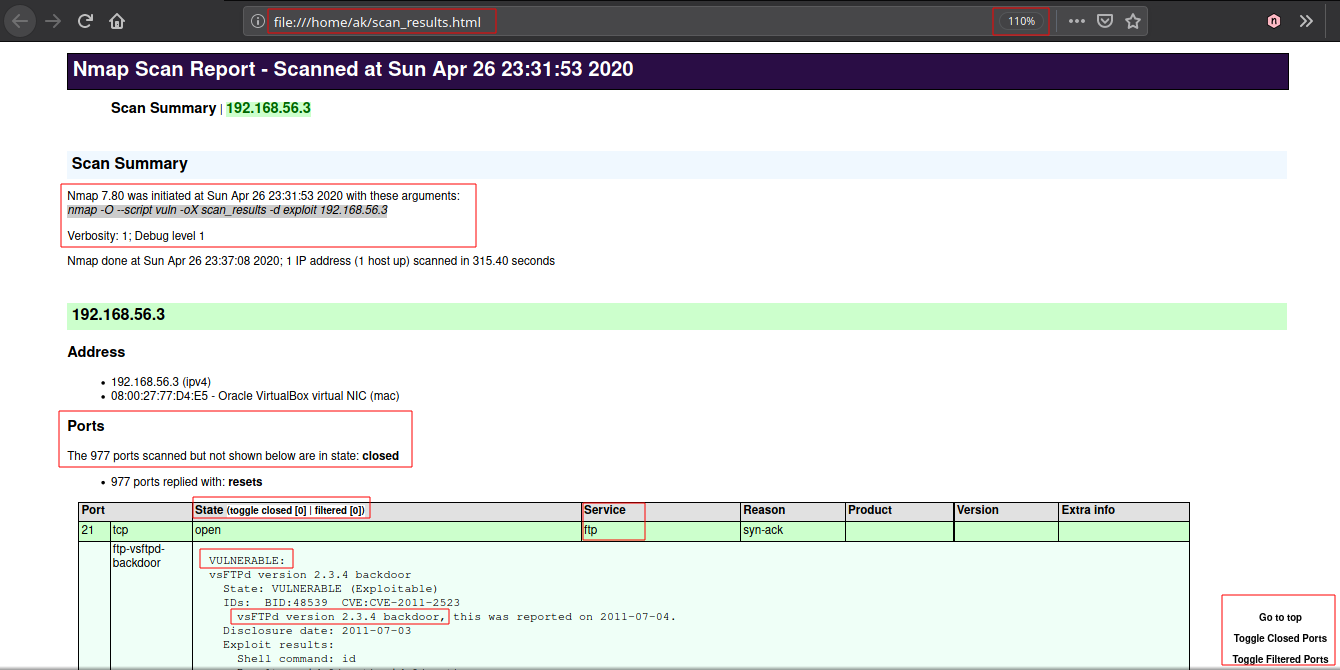 file:///home/ak/scan_results.html
110%
Nmap Scan Report - Scanned at Sun Apr 26 23:31:53 2020
Scan Summary | 192.168.56.3
Scan Summary
Nmap 7.80 was initiated at Sun Apr 26 23:31:53 2020 with these arguments:
nmap -O --script vuln -oX scan_results -d exploit 192.168.56.3
Verbosity: 1; Debug level 1
Nmap done at Sun Apr 26 23:37:08 2020; 1 IP address (1 host up) scanned in 315.40 seconds
192.168.56.3
Address
• 192.168.56.3 (ipv4)
• 08:00:27:77:D4:E5 - Oracle VirtualBox virtual NIC (mac)
Ports
The 977 ports scanned but not shown below are in state: closed
• 977 ports replied with: resets
Port State (toggle closed [0] | filtered [0]) Service Reason Product Version Extra info
21 tcp open ftp syn-ack
ftp-vsftpd-
backdoor
VULNERABLE:
vsFTPd version 2.3.4 backdoor
State: VULNERABLE (Exploitable)
IDs: BID:48539 CVE:CVE-2011-2523
vsFTPd version 2.3.4 backdoor, this was reported on 2011-07-04.
Disclosure date: 2011-07-03
Exploit results:
Shell command: id
Go to top
Toggle Closed Ports
Toggle Filtered Ports